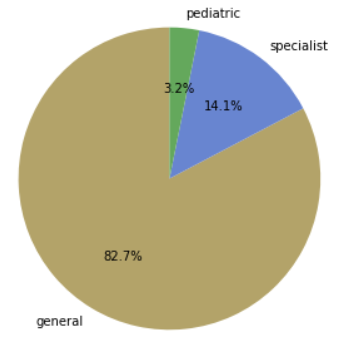 pediatric
specialist
3.2%
14.1%
82.7%
general